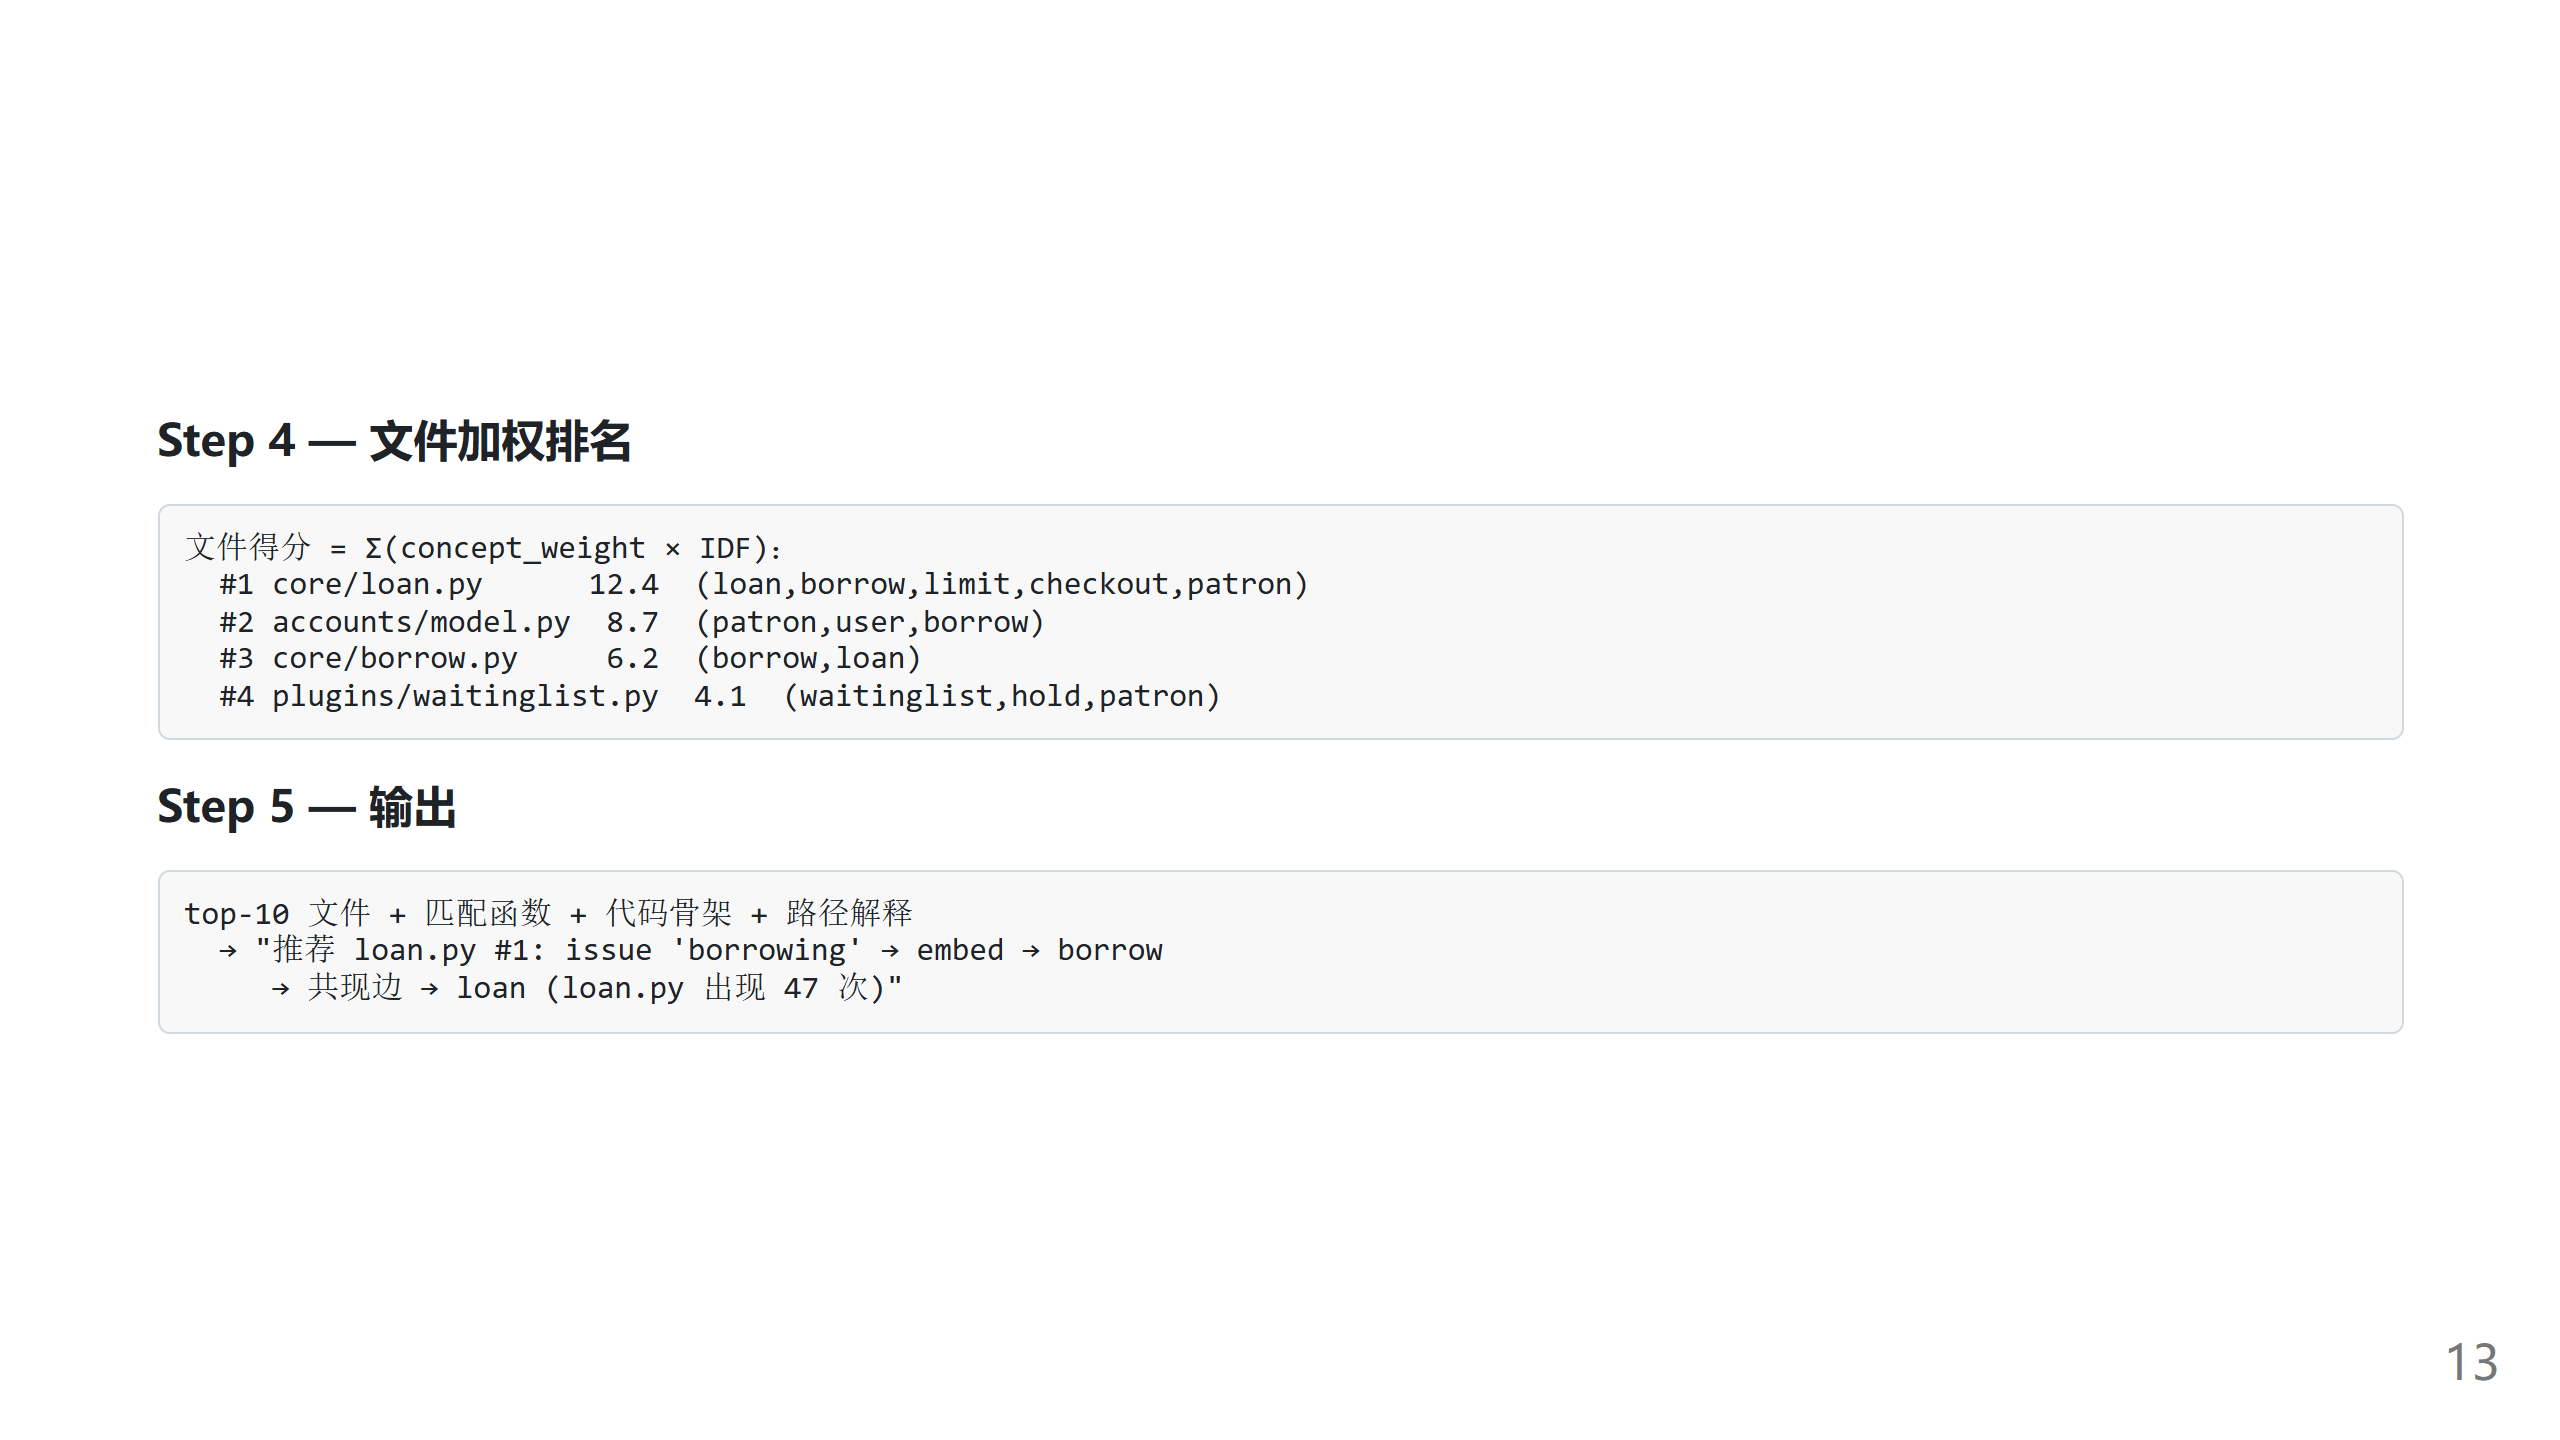 Step 4 — 文件加权排名
文件得分 = Σ(concept_weight × IDF):
  #1 core/loan.py      12.4  (loan,borrow,limit,checkout,patron)
  #2 accounts/model.py  8.7  (patron,user,borrow)
  #3 core/borrow.py     6.2  (borrow,loan)
  #4 plugins/waitinglist.py  4.1  (waitinglist,hold,patron)
Step 5 — 输出
top-10 文件 + 匹配函数 + 代码骨架 + 路径解释
  → "推荐 loan.py #1: issue 'borrowing' → embed → borrow
     → 共现边 → loan (loan.py 出现 47 次)"
13